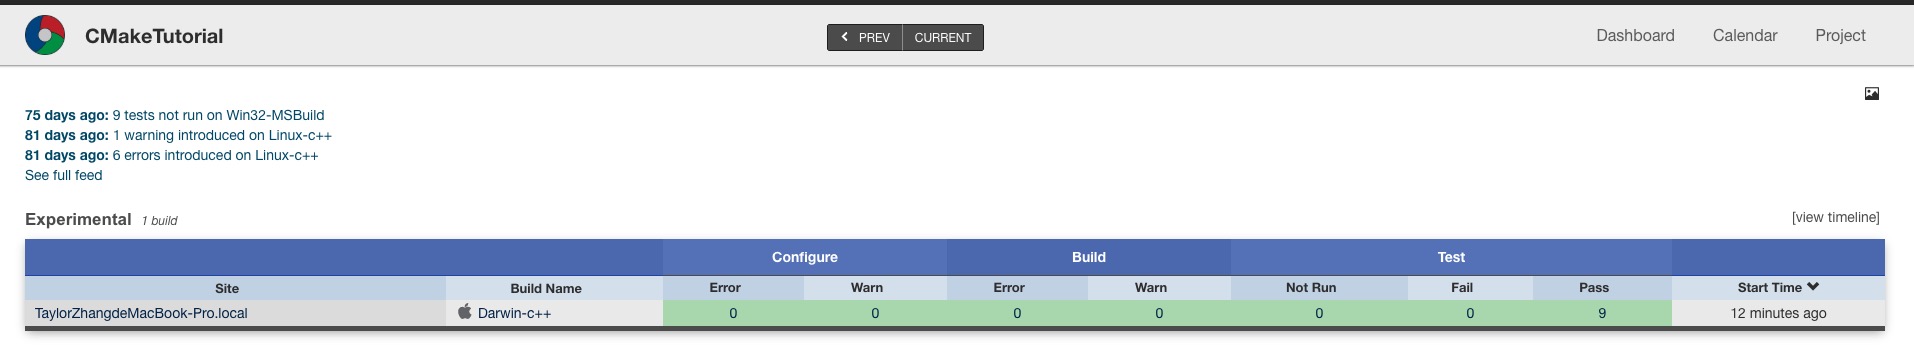 CMakeTutorial
PREV CURRENT
Dashboard Calendar Project
75 days ago: 9 tests not run on Win32-MSBuild
81 days ago: 1 warning introduced on Linux-c++
81 days ago: 6 errors introduced on Linux-c++
See full feed
Experimental 1 build
[view timeline]
Configure Build Test
Site Build Name Error Warn Error Warn Not Run Fail Pass Start Time
TaylorZhangdeMacBook-Pro.local Darwin-c++ 0 0 0 0 0 0 9 12 minutes ago